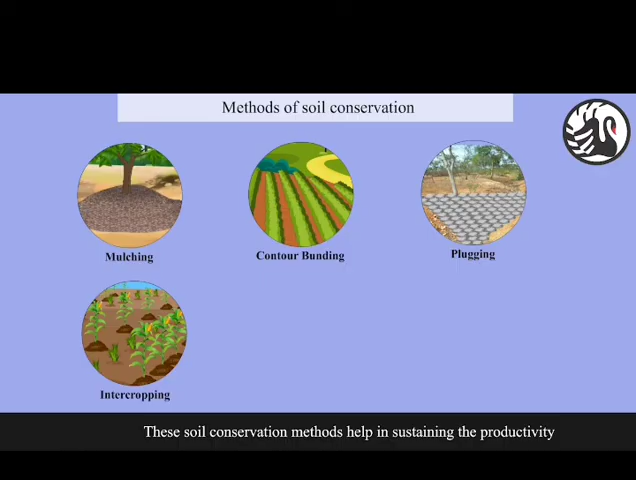 Methods of soil conservation
Mulching
Contour Bunding
Plugging
Intercropping
These soil conservation methods help in sustaining the productivity